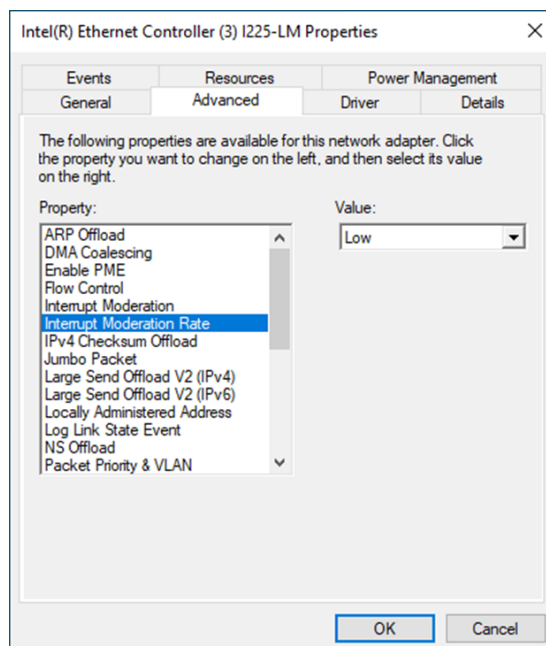 Intel(R) Ethernet Controller (3) I225-LM Properties
Events
Resources
Power Management
General
Advanced
Driver
Details
The following properties are available for this network adapter. Click
the property you want to change on the left, and then select its value
on the right.
Property:
Value:
ARP Offload
DMA Coalescing
Enable PME
Flow Control
Interrupt Moderation
Interrupt Moderation Rate
IPv4 Checksum Offload
Jumbo Packet
Large Send Offload V2 (IPv4)
Large Send Offload V2 (IPv6)
Locally Administered Address
Log Link State Event
NS Offload
Packet Priority & VLAN
Low
OK
Cancel